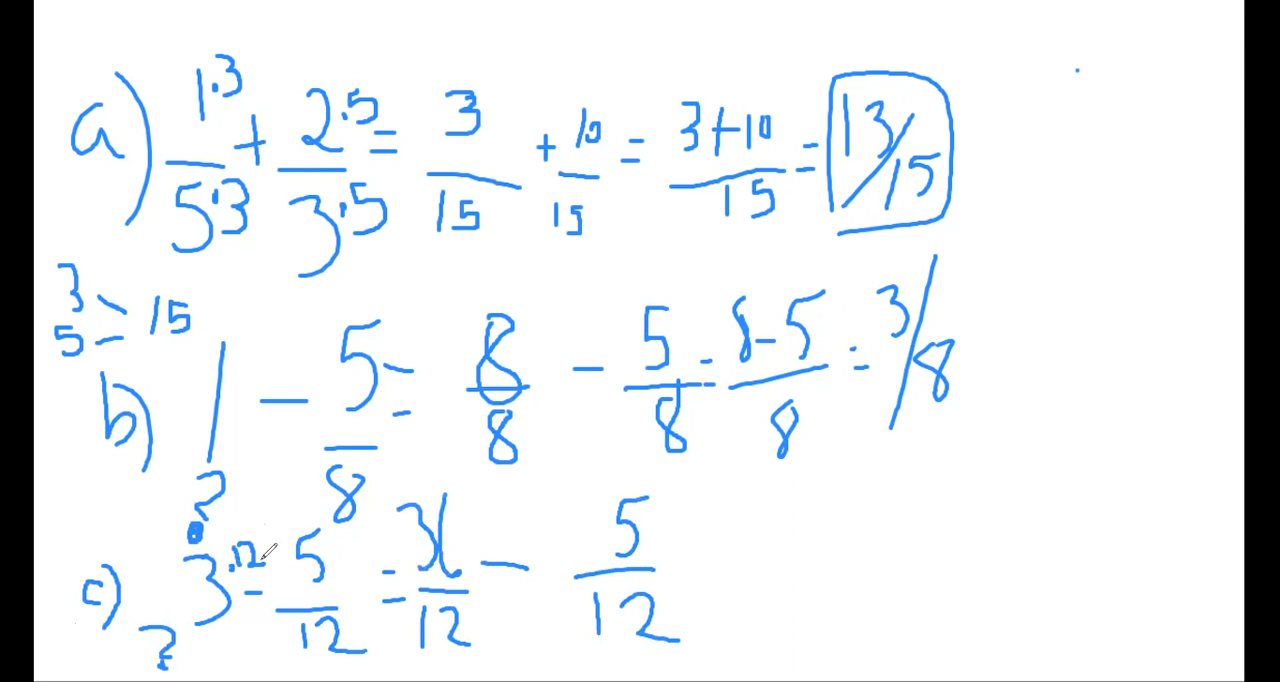 a) 1·3/5·3 + 2·5/3·5 = 3/15 + 10/15 = 3+10/15 = 13/15
3
5 = 15
b) 1 - 5/8 = 8/8 - 5/8 = 8-5/8 = 3/8
?
c) 3·12 - 5/12 = 36/12 - 5/12
?